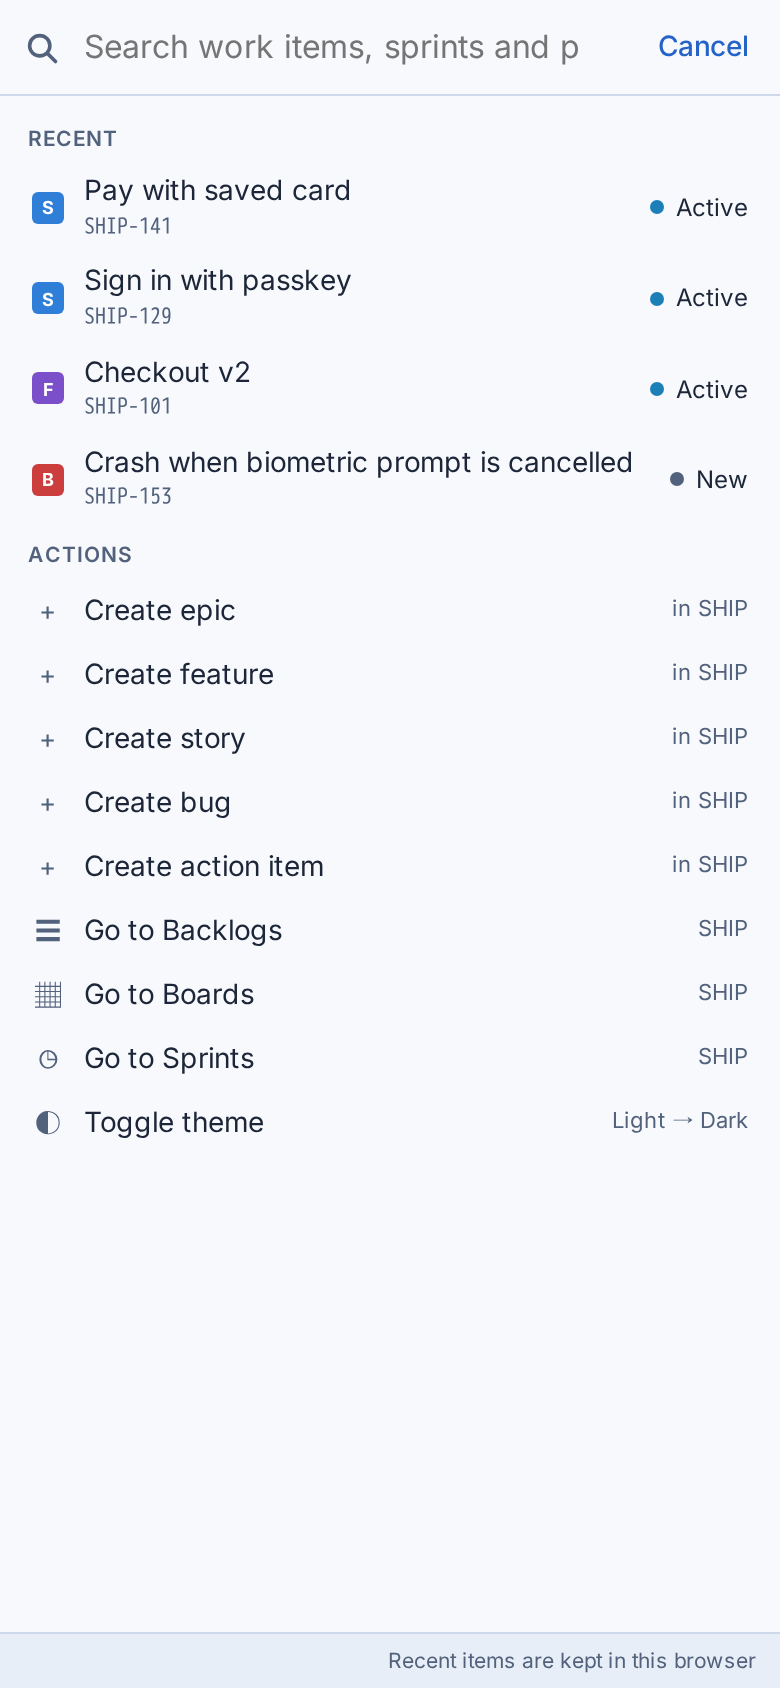 Search work items, sprints and p
Cancel
RECENT
S Pay with saved card
SHIP-141
Active
S Sign in with passkey
SHIP-129
Active
F Checkout v2
SHIP-101
Active
B Crash when biometric prompt is cancelled
SHIP-153
New
ACTIONS
+ Create epic in SHIP
+ Create feature in SHIP
+ Create story in SHIP
+ Create bug in SHIP
+ Create action item in SHIP
Go to Backlogs SHIP
Go to Boards SHIP
Go to Sprints SHIP
Toggle theme Light → Dark
Recent items are kept in this browser